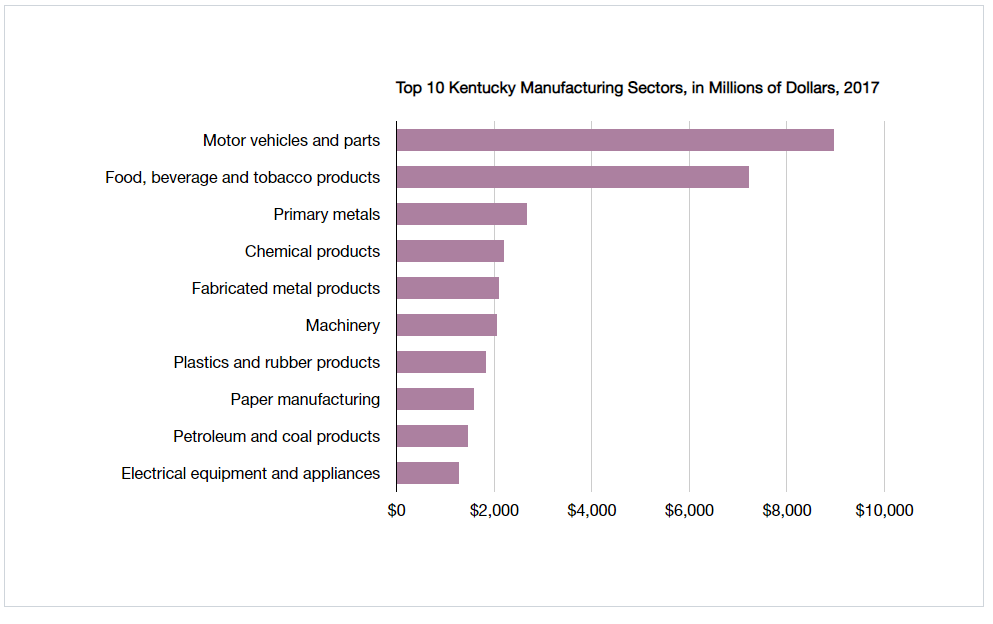 Top 10 Kentucky Manufacturing Sectors, in Millions of Dollars, 2017
Motor vehicles and parts
Food, beverage and tobacco products
Primary metals
Chemical products
Fabricated metal products
Machinery
Plastics and rubber products
Paper manufacturing
Petroleum and coal products
Electrical equipment and appliances
$0 $2,000 $4,000 $6,000 $8,000 $10,000